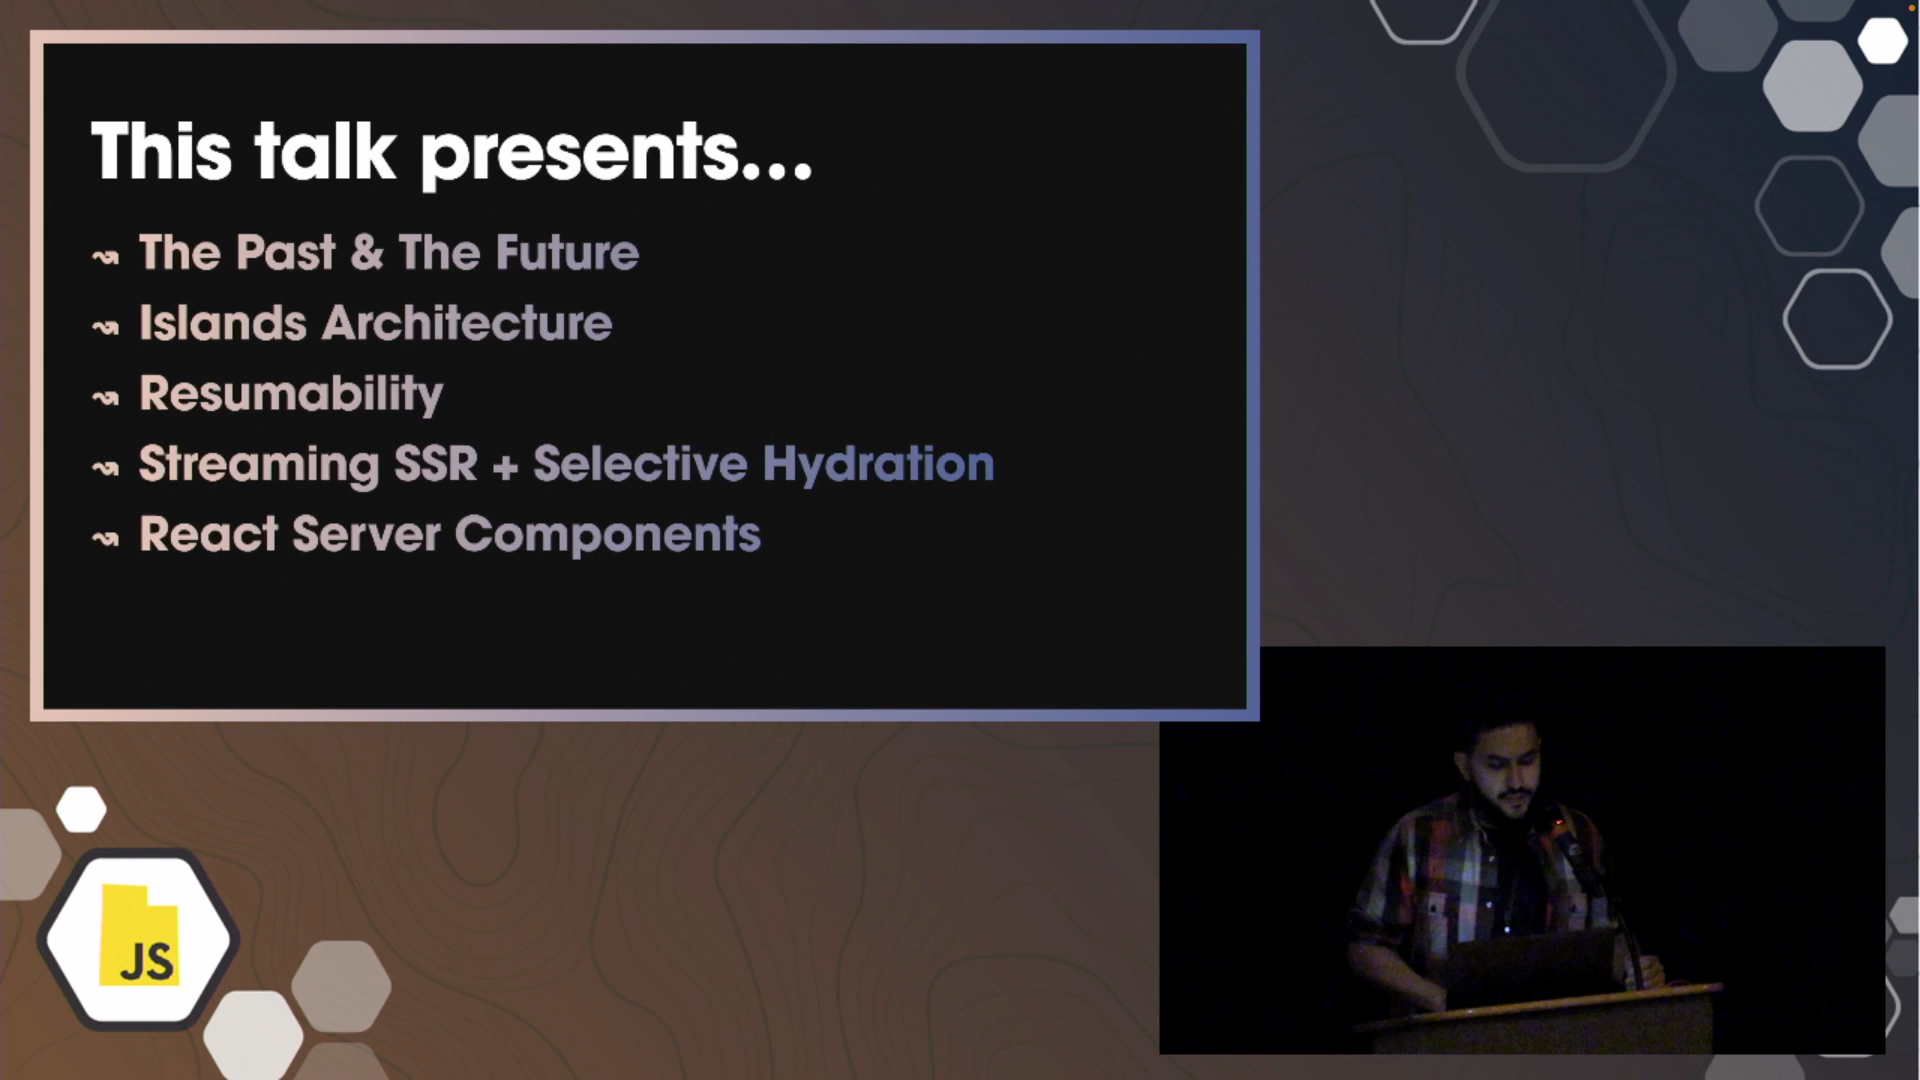 This talk presents...
↝ The Past & The Future
↝ Islands Architecture
↝ Resumability
↝ Streaming SSR + Selective Hydration
↝ React Server Components
JS